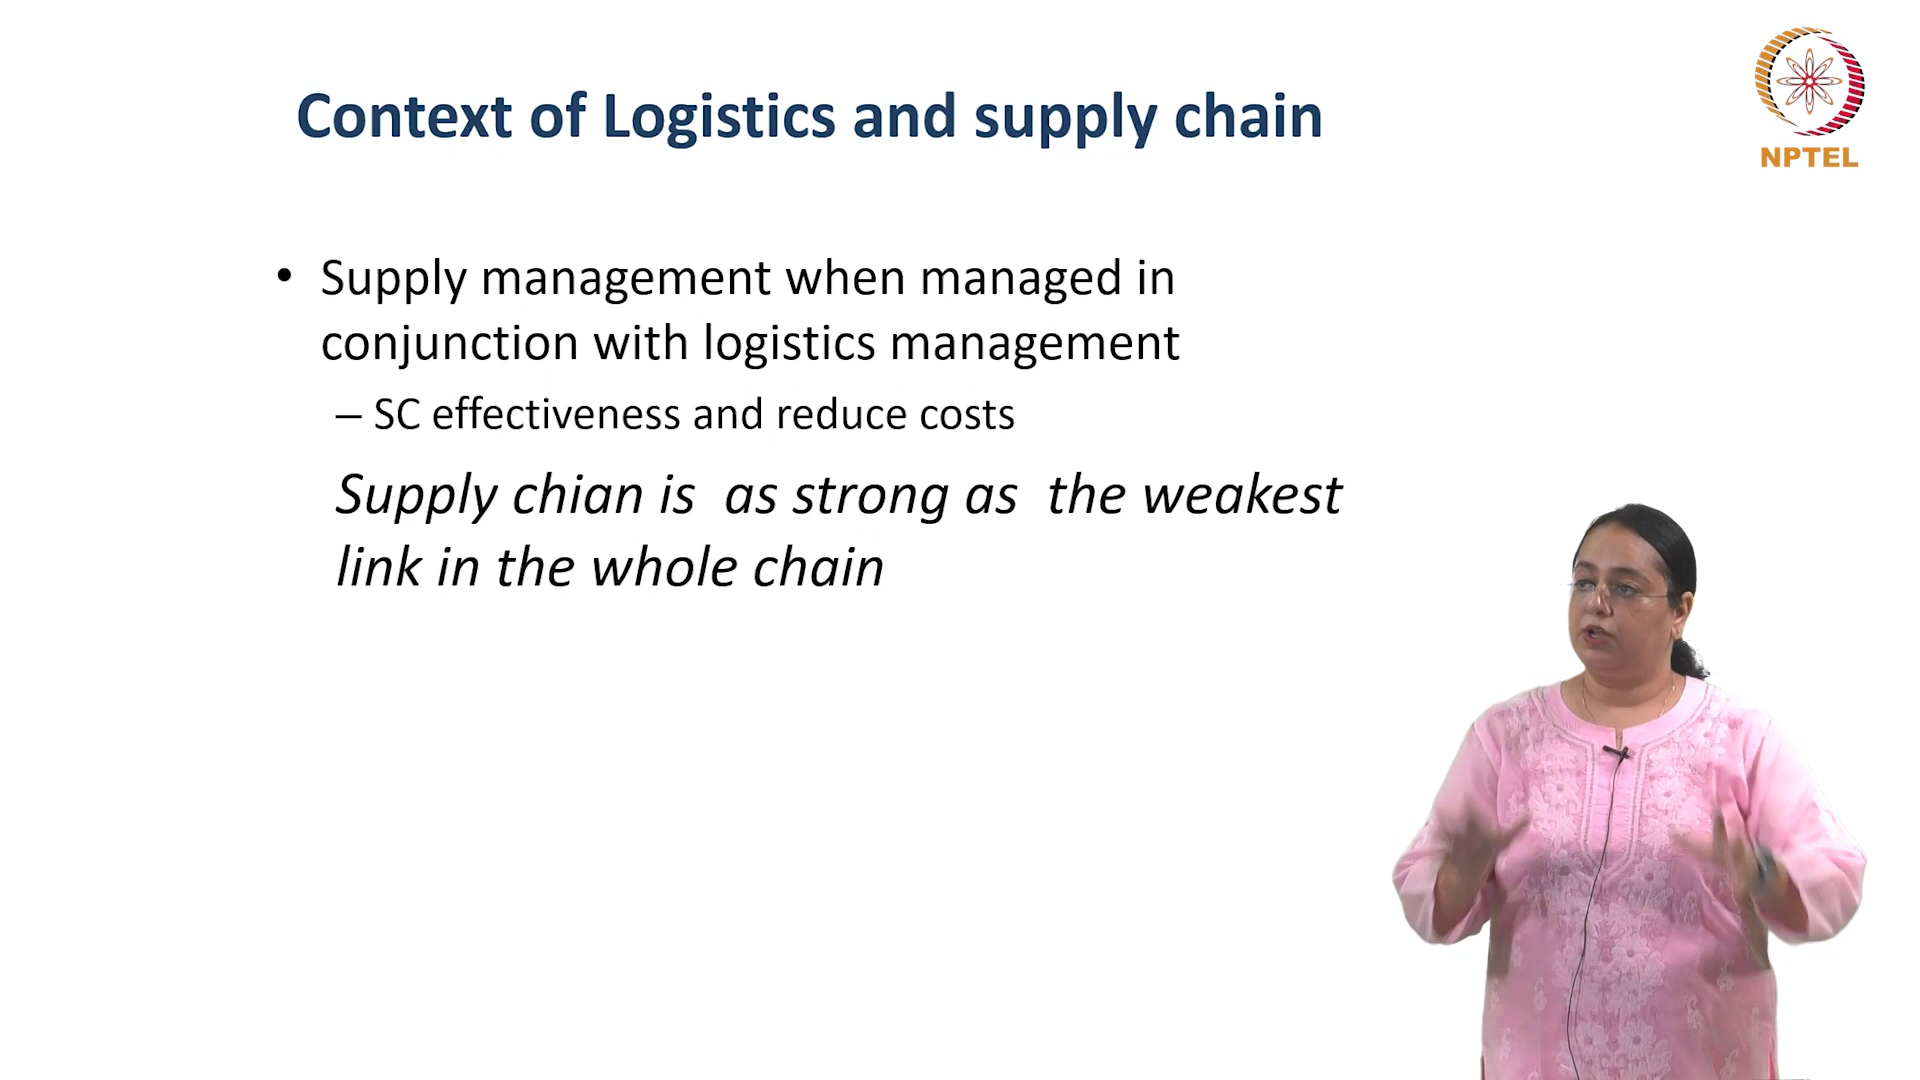 Context of Logistics and supply chain
NPTEL
• Supply management when managed in
conjunction with logistics management
– SC effectiveness and reduce costs
Supply chian is as strong as the weakest
link in the whole chain